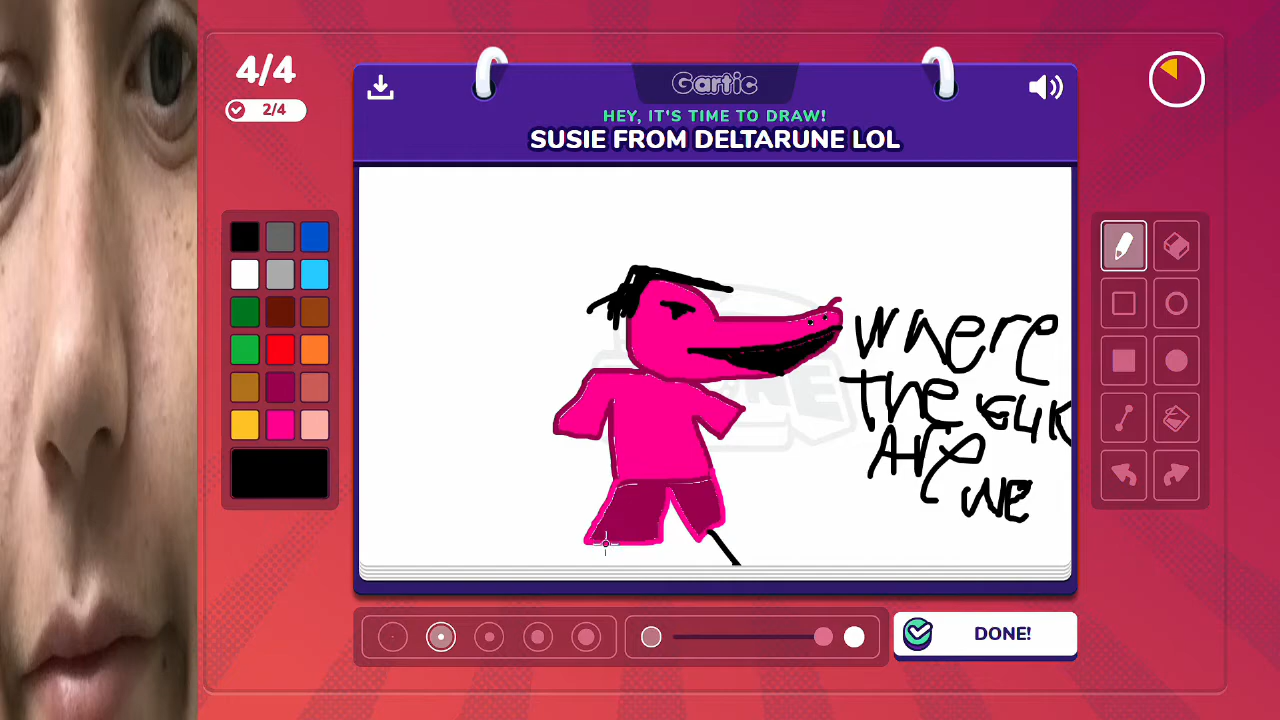 4/4
2/4
Gartic
HEY, IT'S TIME TO DRAW!
SUSIE FROM DELTARUNE LOL
where
The FUK
Are
we
DONE!